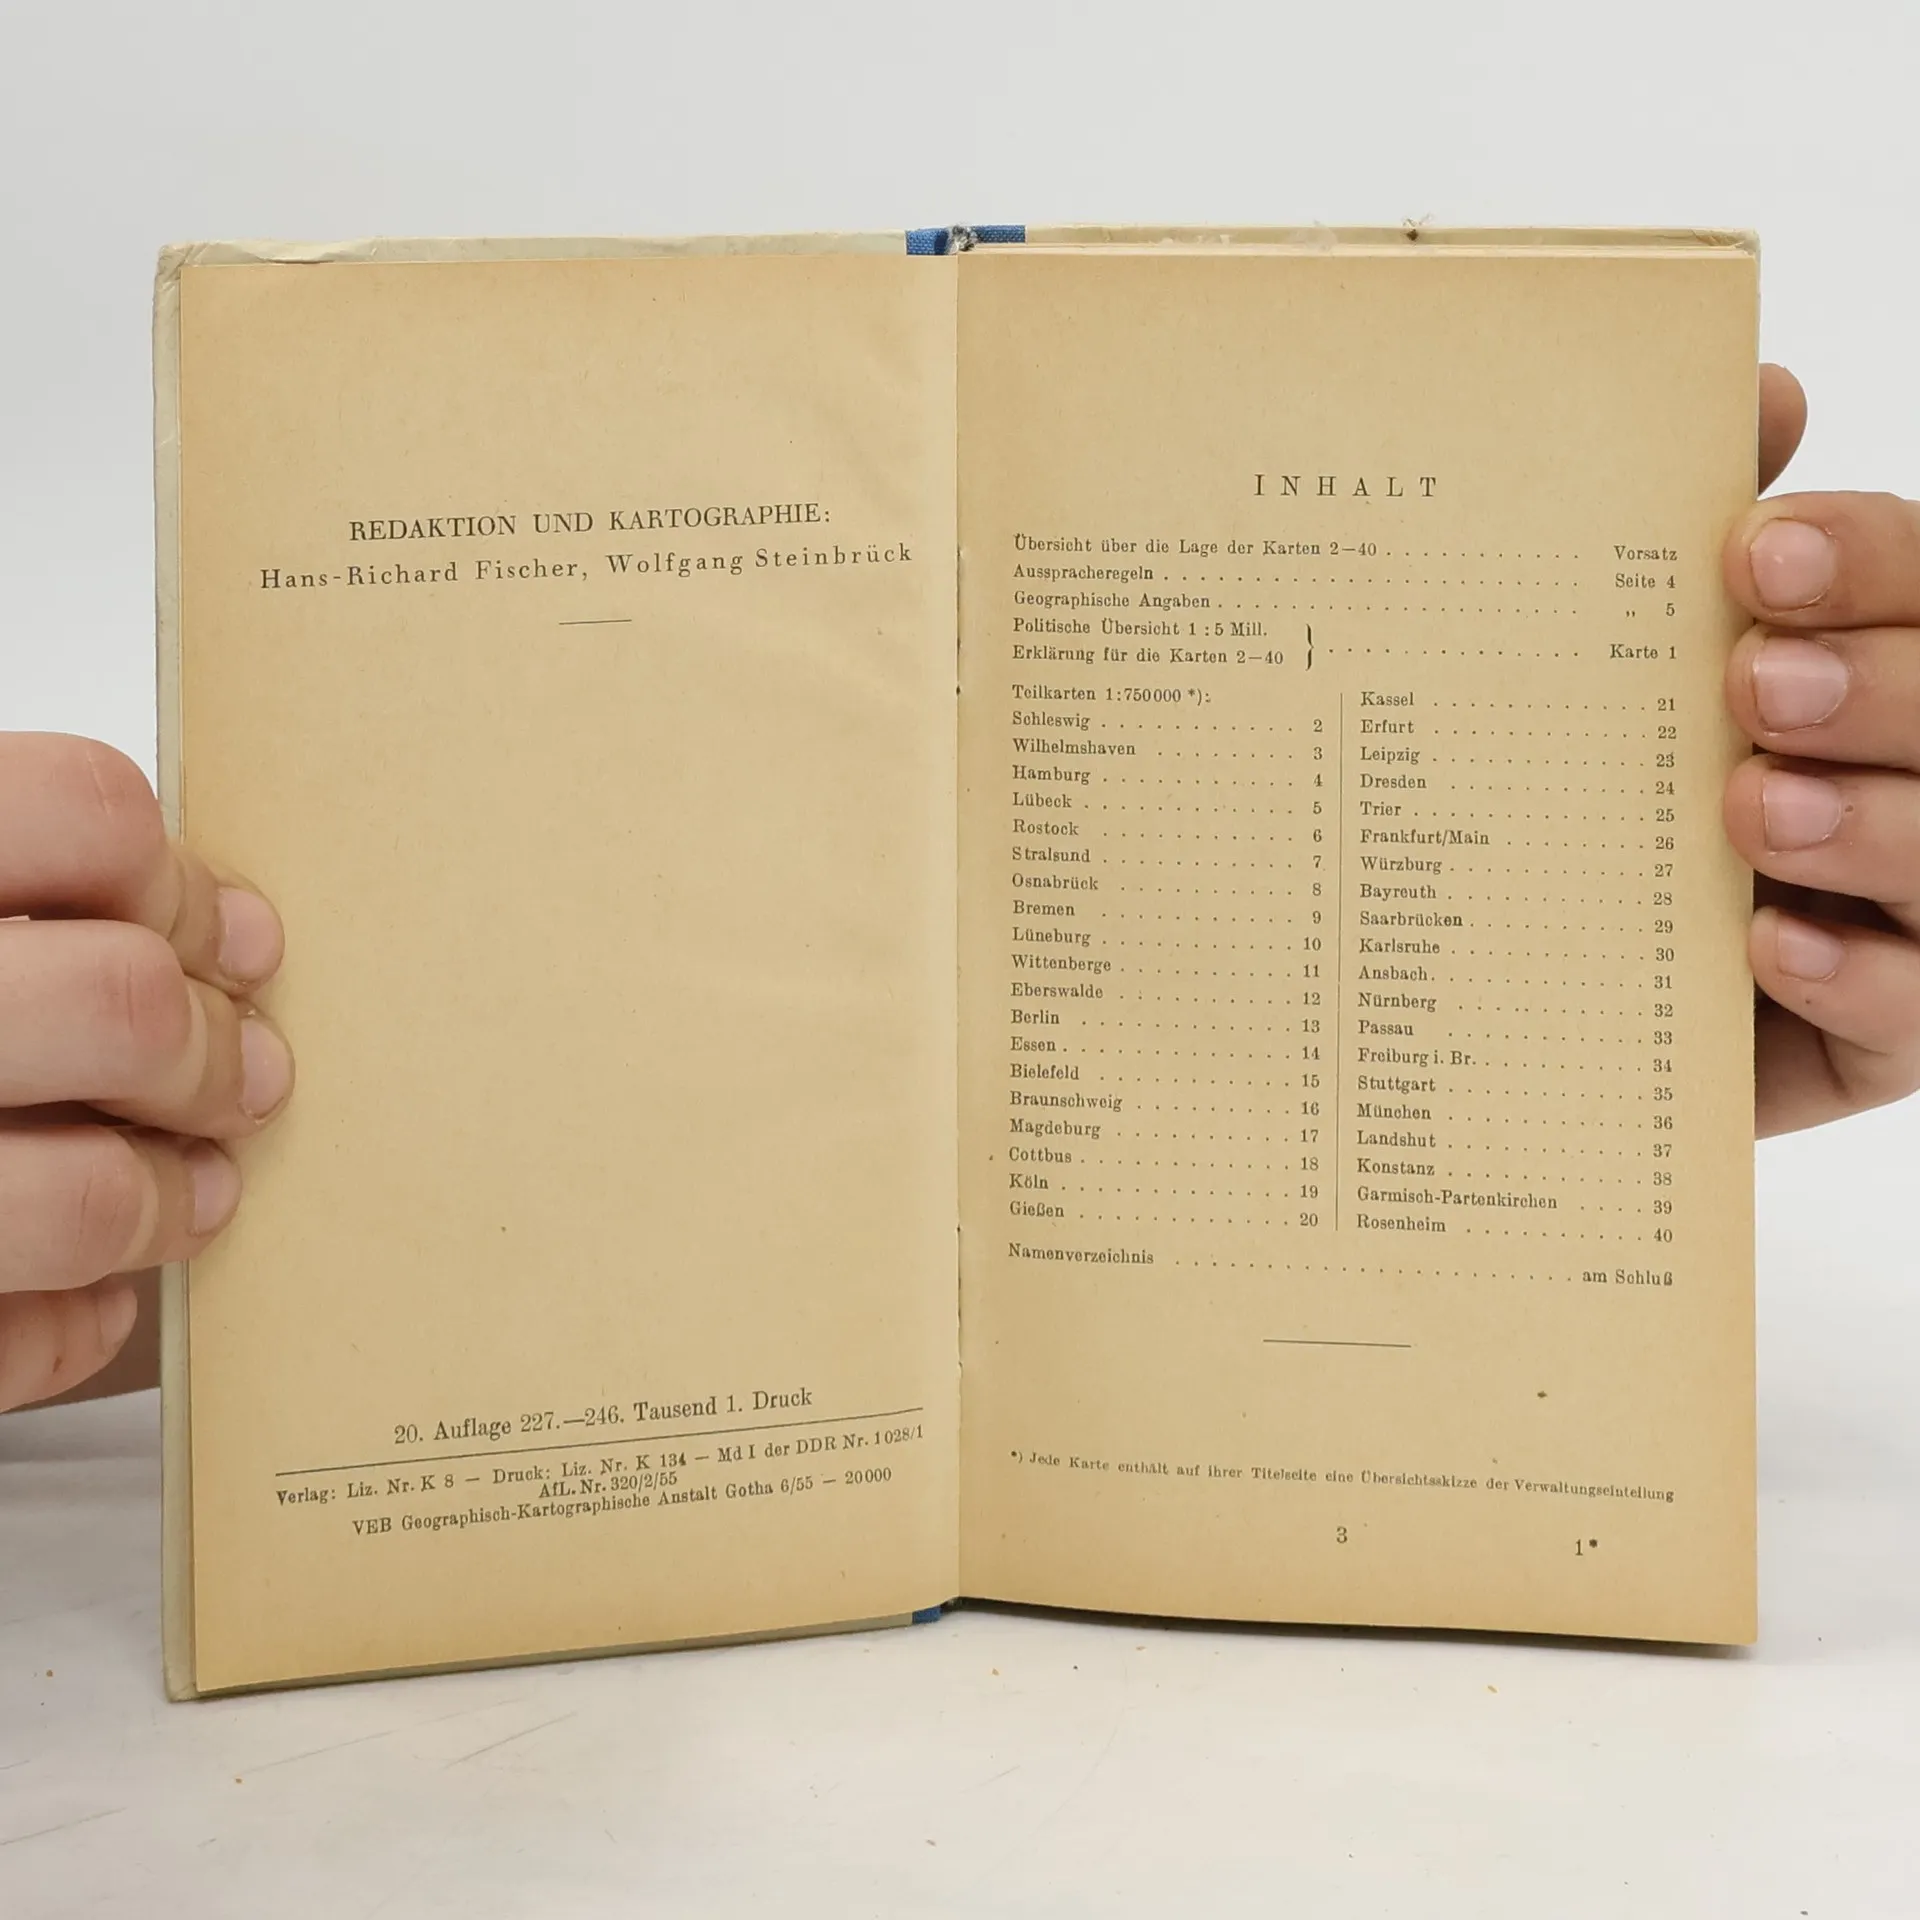 REDAKTION UND KARTOGRAPHIE:
Hans-Richard Fischer, Wolfgang Steinbrück
20. Auflage 227.—246. Tausend 1. Druck
Verlag: Liz. Nr. K 8 — Druck: Liz. Nr. K 134 — Md I der DDR Nr. 1028/1
AfL. Nr. 320/2/55
VEB Geographisch-Kartographische Anstalt Gotha 6/55 — 20000
INHALT
Übersicht über die Lage der Karten 2—40 . . . . . . . . . . . Vorsatz
Ausspracheregeln . . . . . . . . . . . . . . . . . . . . . . . Seite 4
Geographische Angaben . . . . . . . . . . . . . . . . . . . . „ 5
Politische Übersicht 1 : 5 Mill.
Erklärung für die Karten 2—40 } . . . . . . . . . . . . . . Karte 1
Teilkarten 1:750000 *):
Schleswig . . . . . . . . . . . 2
Wilhelmshaven . . . . . . . . 3
Hamburg . . . . . . . . . . . 4
Lübeck . . . . . . . . . . . . 5
Rostock . . . . . . . . . . . 6
Stralsund . . . . . . . . . . . 7
Osnabrück . . . . . . . . . . 8
Bremen . . . . . . . . . . . 9
Lüneburg . . . . . . . . . . . 10
Wittenberge . . . . . . . . . . 11
Eberswalde . . . . . . . . . . 12
Berlin . . . . . . . . . . . . 13
Essen . . . . . . . . . . . . . 14
Bielefeld . . . . . . . . . . . 15
Braunschweig . . . . . . . . . 16
Magdeburg . . . . . . . . . . 17
Cottbus . . . . . . . . . . . . 18
Köln . . . . . . . . . . . . . 19
Gießen . . . . . . . . . . . . 20
Kassel . . . . . . . . . . . . 21
Erfurt . . . . . . . . . . . . 22
Leipzig . . . . . . . . . . . . 23
Dresden . . . . . . . . . . . 24
Trier . . . . . . . . . . . . . 25
Frankfurt/Main . . . . . . . . 26
Würzburg . . . . . . . . . . . 27
Bayreuth . . . . . . . . . . . 28
Saarbrücken . . . . . . . . . . 29
Karlsruhe . . . . . . . . . . . 30
Ansbach . . . . . . . . . . . . 31
Nürnberg . . . . . . . . . . . 32
Passau . . . . . . . . . . . 33
Freiburg i. Br. . . . . . . . . . 34
Stuttgart . . . . . . . . . . . 35
München . . . . . . . . . . . 36
Landshut . . . . . . . . . . . 37
Konstanz . . . . . . . . . . . 38
Garmisch-Partenkirchen . . . . 39
Rosenheim . . . . . . . . . . 40
Namenverzeichnis . . . . . . . . . . . . . . . . . . . . . . am Schluß
*) Jede Karte enthält auf ihrer Titelseite eine Übersichtsskizze der Verwaltungseinteilung
3
1*